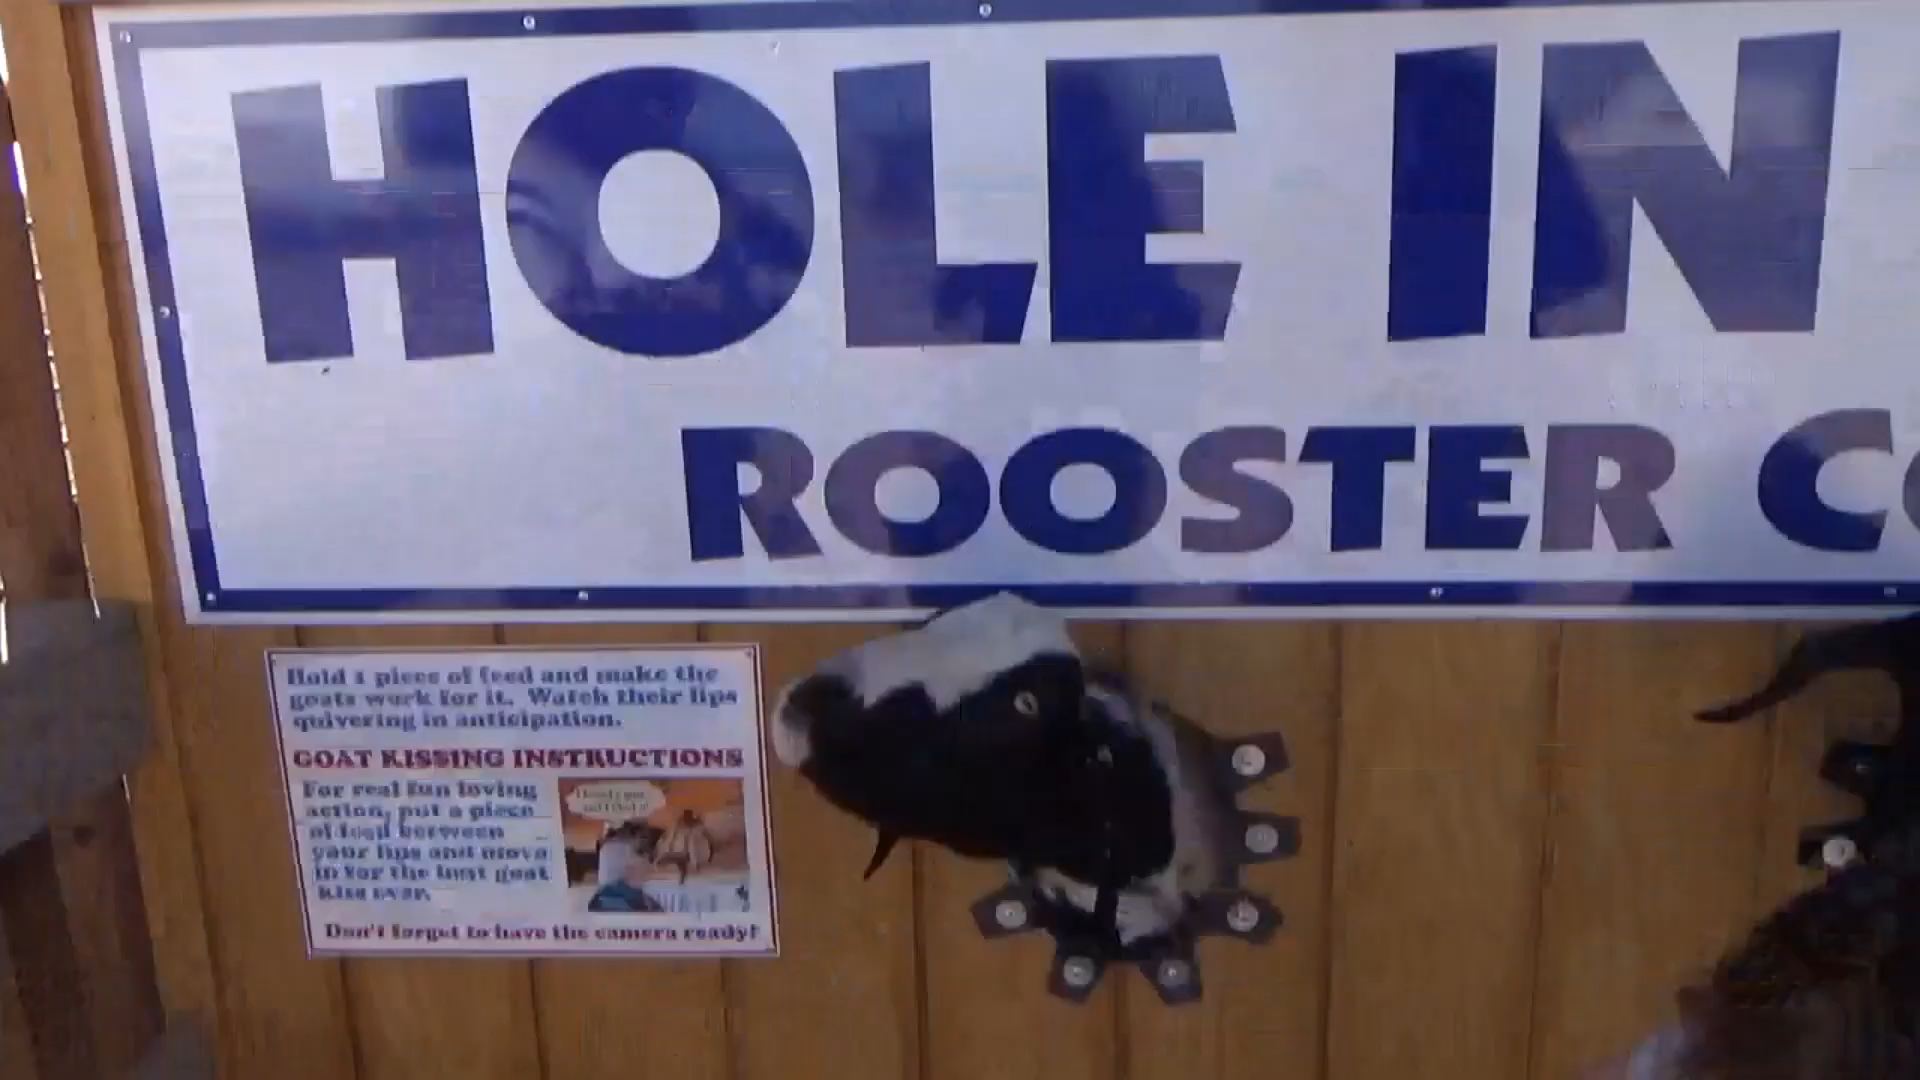 HOLE IN
ROOSTER C
Hold a piece of feed and make the
goats work for it. Watch their lips
quivering in anticipation.
GOAT KISSING INSTRUCTIONS
For real fun loving
action, put a piece
of feed between
your lips and move
in for the best goat
kiss ever.
Don't forget to have the camera ready!